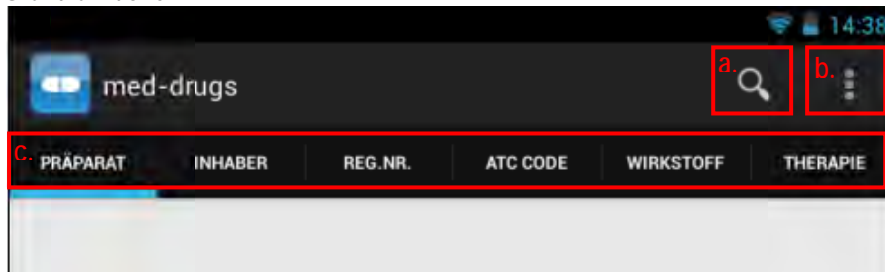 14:38
a. b.
med-drugs
c. PRÄPARAT INHABER REG.NR. ATC CODE WIRKSTOFF THERAPIE